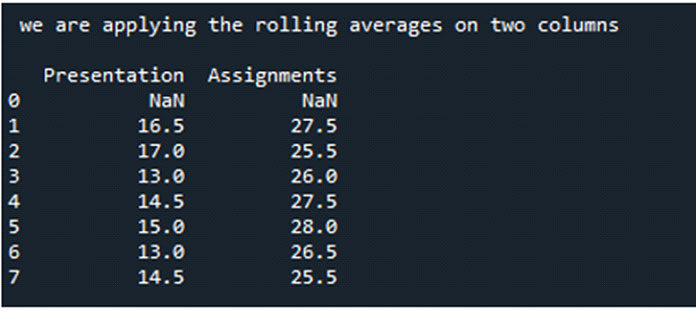 we are applying the rolling averages on two columns
Presentation Assignments
0 NaN NaN
1 16.5 27.5
2 17.0 25.5
3 13.0 26.0
4 14.5 27.5
5 15.0 28.0
6 13.0 26.5
7 14.5 25.5